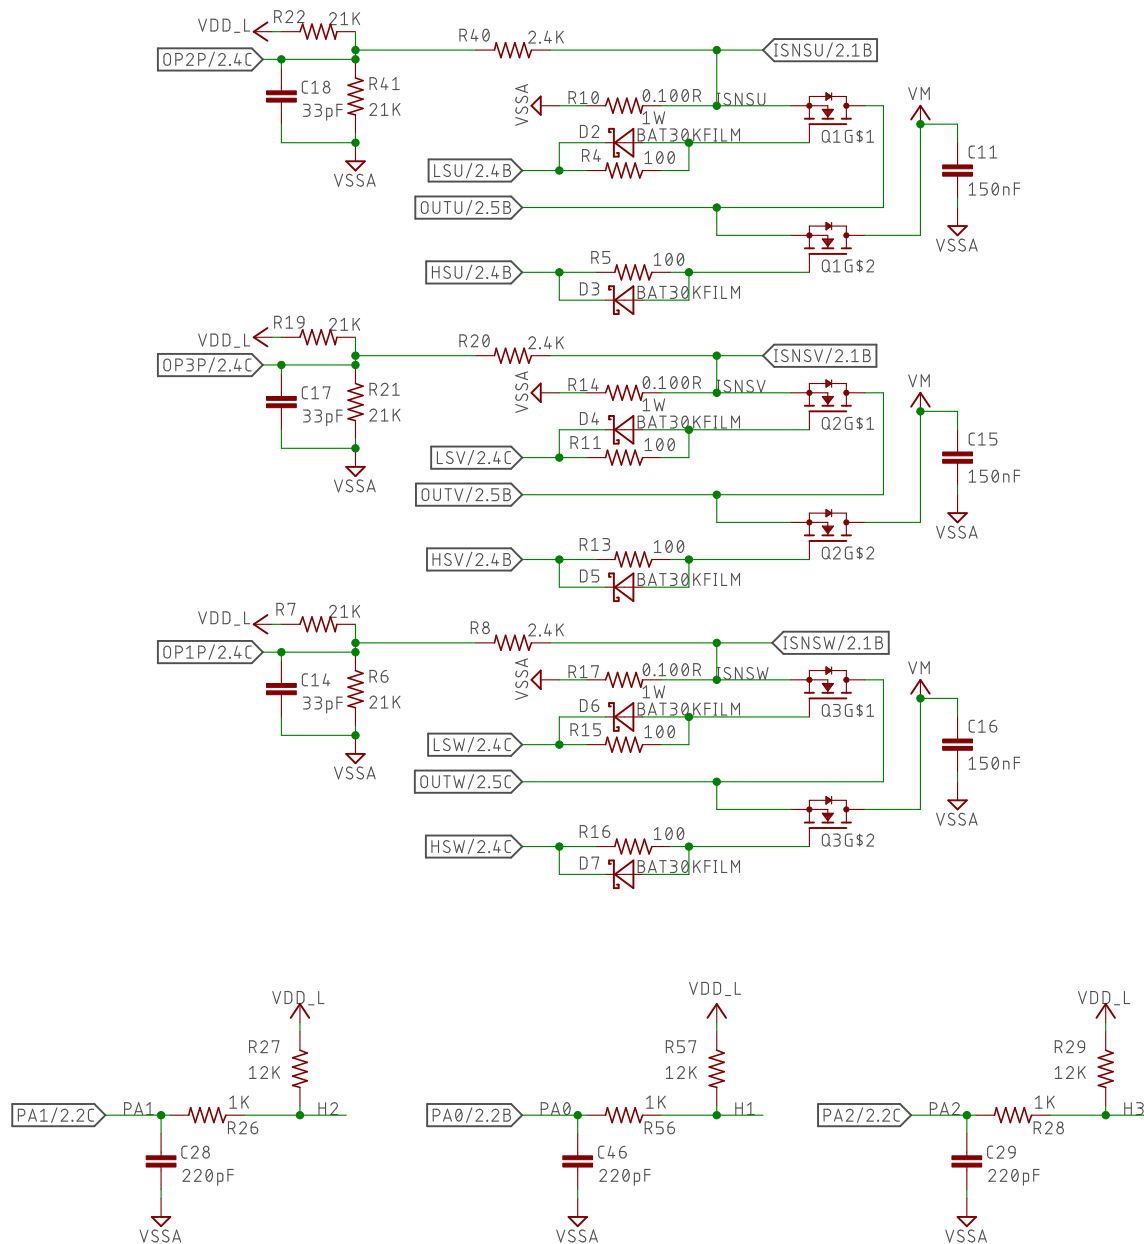 VDD_L
R22
21K
R40
2.4K
OP2P/2.4C
ISNSU/2.1B
C18
33pF
R41
21K
VSSA
VSSA
R10
0.100R
1W
ISNSU
D2
BAT30KFILM
Q1G$1
VM
R4
100
LSU/2.4B
C11
150nF
OUTU/2.5B
VSSA
HSU/2.4B
R5
100
Q1G$2
D3
BAT30KFILM
VDD_L
R19
21K
R20
2.4K
OP3P/2.4C
ISNSV/2.1B
C17
33pF
R21
21K
VSSA
VSSA
R14
0.100R
1W
ISNSV
D4
BAT30KFILM
Q2G$1
VM
R11
100
LSV/2.4C
C15
150nF
OUTV/2.5B
VSSA
HSV/2.4B
R13
100
Q2G$2
D5
BAT30KFILM
VDD_L
R7
21K
R8
2.4K
OP1P/2.4C
ISNSW/2.1B
C14
33pF
R6
21K
VSSA
VSSA
R17
0.100R
1W
ISNSW
D6
BAT30KFILM
Q3G$1
VM
R15
100
LSW/2.4C
C16
150nF
OUTW/2.5C
VSSA
HSW/2.4C
R16
100
Q3G$2
D7
BAT30KFILM
VDD_L
R27
12K
PA1/2.2C
PA1
1K
R26
H2
C28
220pF
VSSA
VDD_L
R57
12K
PA0/2.2B
PA0
1K
R56
H1
C46
220pF
VSSA
VDD_L
R29
12K
PA2/2.2C
PA2
1K
R28
H3
C29
220pF
VSSA